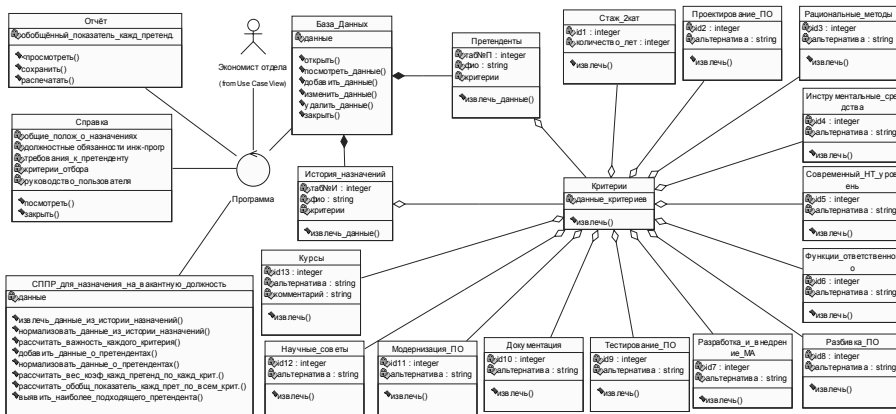 Отчёт
обобщённый_показатель_кажд_претенд.
просмотреть()
сохранить()
распечатать()
Экономист отдела
(from Use Case View)
База_Данных
данные
открыть()
посмотреть_данные()
добавить_данные()
изменить_данные()
удалить_данные()
закрыть()
Претенденты
таб№П : integer
фио : string
критерии
извлечь_данные()
Стаж_2кат
id1 : integer
количество_лет : integer
извлечь()
Проектирование_ПО
id2 : integer
альтернатива : string
извлечь()
Рациональные_методы
id3 : integer
альтернатива : string
извлечь()
Справка
общие_полож_о_назначениях
должностные обязанности инж-прогр
требования_к_претенденту
критерии_отбора
руководство_пользователя
посмотреть()
закрыть()
Программа
История_назначений
таб№И : integer
фио : string
критерии
извлечь_данные()
Критерии
данные_критериев
извлечь()
Инструментальные_сре
дства
id4 : integer
альтернатива : string
извлечь()
Современный_НТ_уров
ень
id5 : integer
альтернатива : string
извлечь()
Функции_ответственно
о
id6 : integer
альтернатива : string
извлечь()
СППР_для_назначения_на_вакантную_должность
данные
извлечь_данные_из_истории_назначений()
нормализовать_данные_из_истории_назначений()
рассчитать_важность_каждого_критерия()
добавить_данные_о_претендентах()
нормализовать_данные_о_претендентах()
рассчитать_вес_коэф_кажд_претенд_по_кажд_крит.()
рассчитать_обобщ_показатель_кажд_прет_по_всем_крит.()
выявить_наиболее_подходящего_претендента()
Курсы
id13 : integer
альтернатива : string
комментарий : string
извлечь()
Научные_советы
id12 : integer
альтернатива : string
извлечь()
Модернизация_ПО
id11 : integer
альтернатива : string
извлечь()
Документация
id10 : integer
альтернатива : string
извлечь()
Тестирование_ПО
id9 : integer
альтернатива : string
извлечь()
Разработка_и_внедрен
ие_МА
id7 : integer
альтернатива : string
извлечь()
Разбивка_ПО
id8 : integer
альтернатива : string
извлечь()